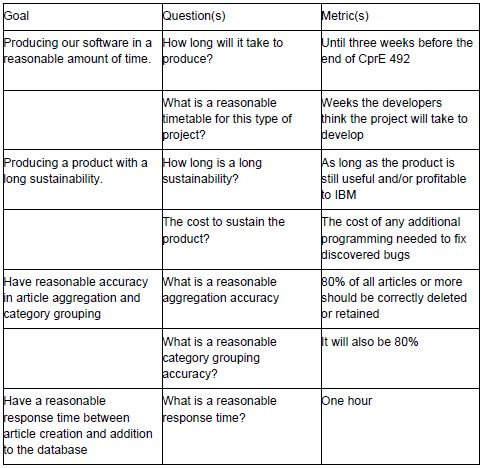 Goal
Question(s)
Metric(s)
Producing our software in a
reasonable amount of time.
How long will it take to
produce?
Until three weeks before the
end of CprE 492
What is a reasonable
timetable for this type of
project?
Weeks the developers
think the project will take to
develop
Producing a product with a
long sustainability.
How long is a long
sustainability?
As long as the product is
still useful and/or profitable
to IBM
The cost to sustain the
product?
The cost of any additional
programming needed to fix
discovered bugs
Have reasonable accuracy
in article aggregation and
category grouping
What is a reasonable
aggregation accuracy
80% of all articles or more
should be correctly deleted
or retained
What is a reasonable
category grouping
accuracy?
It will also be 80%
Have a reasonable
response time between
article creation and addition
to the database
What is a reasonable
response time?
One hour